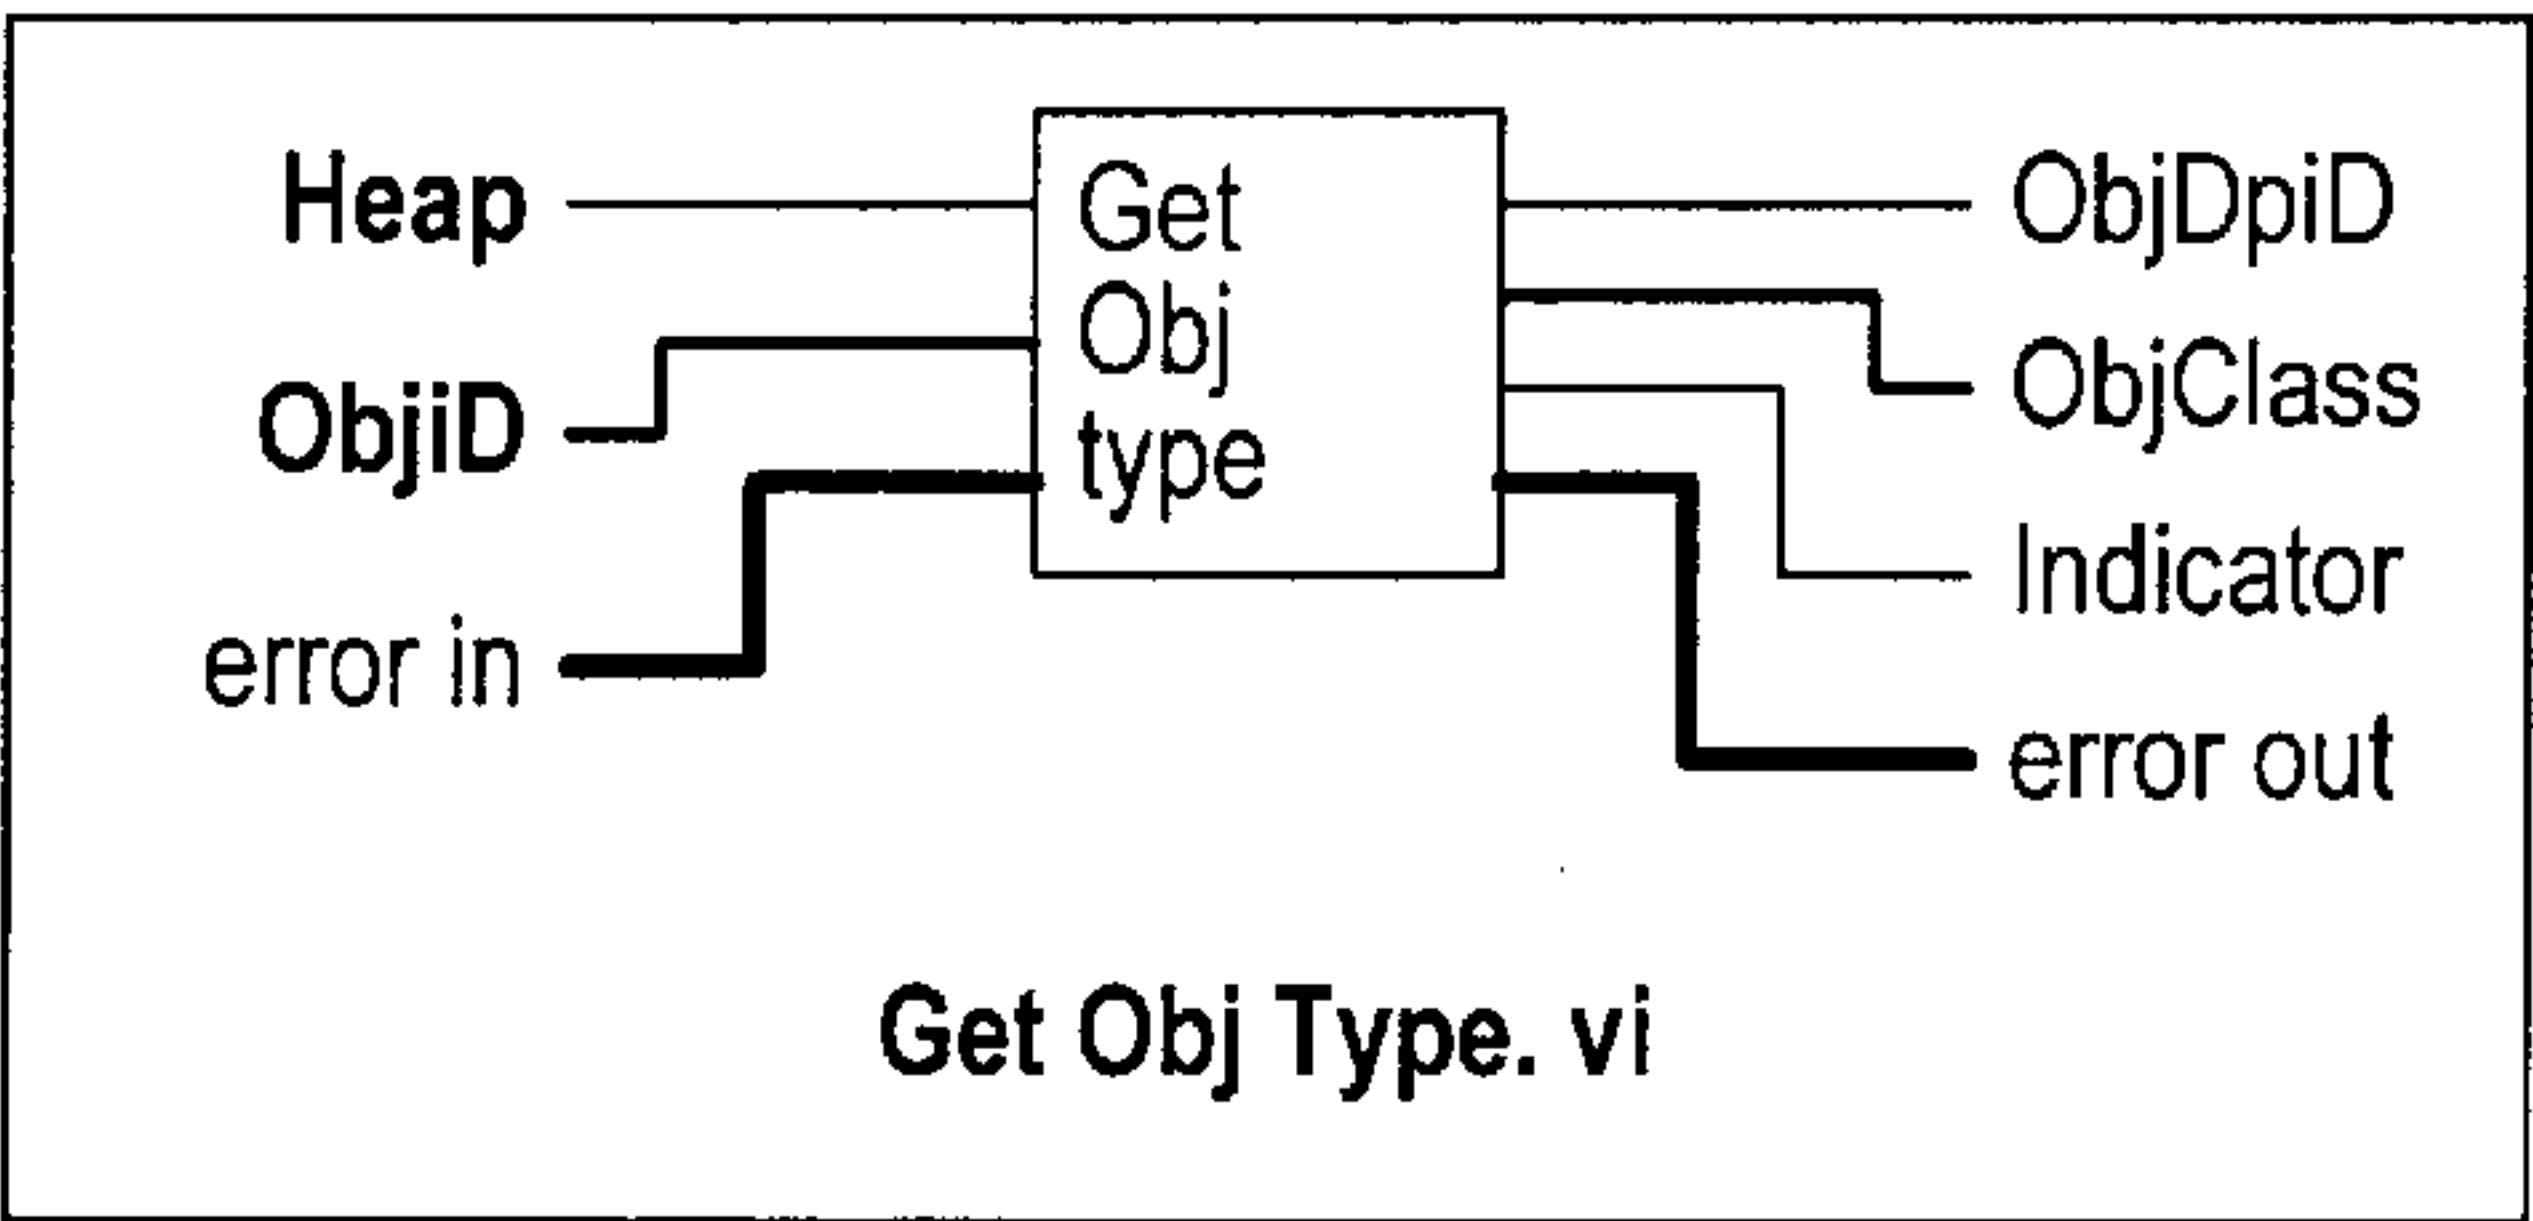 Heap
ObjiD
error in
Get
Obj
type
ObjDpiD
ObjClass
Indicator
error out
Get Obj Type. vi